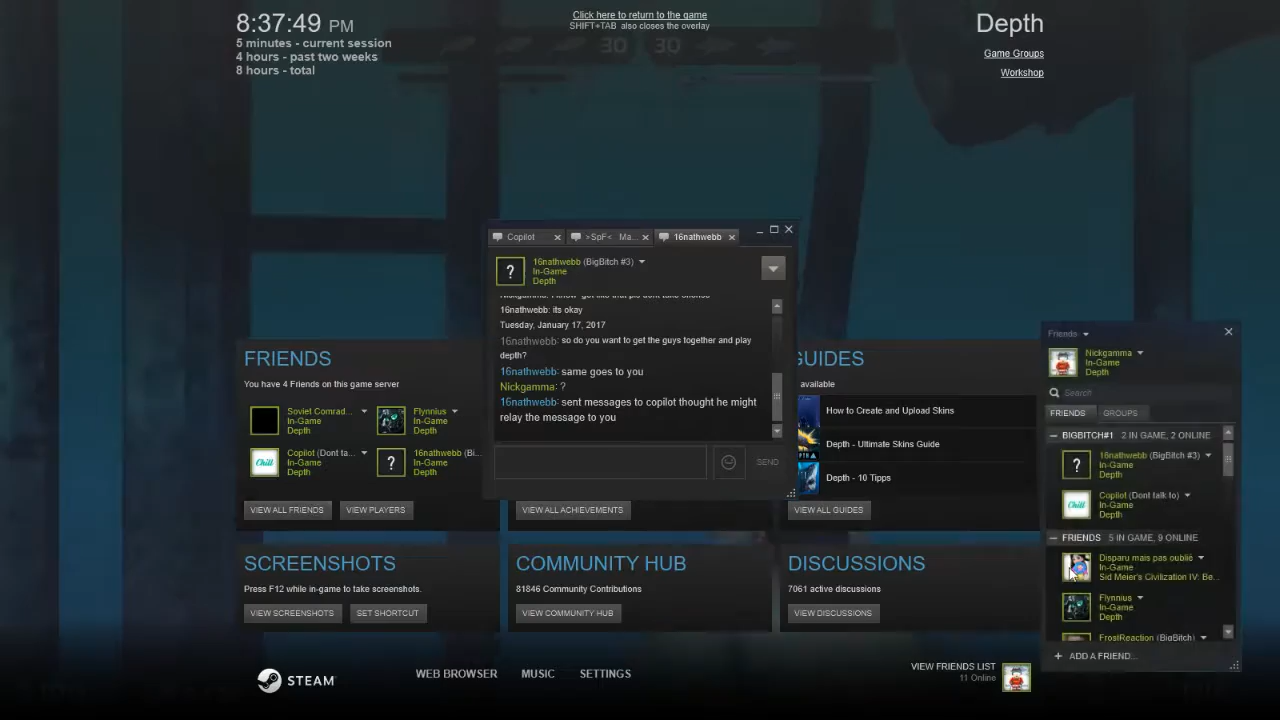 8:37:49 PM
5 minutes - current session
4 hours - past two weeks
8 hours - total
Click here to return to the game
SHIFT+TAB also closes the overlay
30 30
Depth
Game Groups
Workshop
Copilot
>SpF< Ma...
16nathwebb
16nathwebb (BigBitch #3)
In-Game
Depth
16nathwebb: its okay
Tuesday, January 17, 2017
16nathwebb: so do you want to get the guys together and play
depth?
16nathwebb: same goes to you
Nickgamma: ?
16nathwebb: sent messages to copilot thought he might
relay the message to you
SEND
FRIENDS
You have 4 Friends on this game server
Soviet Comrad...
In-Game
Depth
Flynnius
In-Game
Depth
Copilot (Dont ta...
In-Game
Depth
16nathwebb (Bi...
In-Game
Depth
VIEW ALL FRIENDS
VIEW PLAYERS
VIEW ALL ACHIEVEMENTS
GUIDES
available
How to Create and Upload Skins
Depth - Ultimate Skins Guide
Depth - 10 Tipps
VIEW ALL GUIDES
SCREENSHOTS
Press F12 while in-game to take screenshots.
VIEW SCREENSHOTS
SET SHORTCUT
COMMUNITY HUB
81846 Community Contributions
VIEW COMMUNITY HUB
DISCUSSIONS
7061 active discussions
VIEW DISCUSSIONS
Friends
Nickgamma
In-Game
Depth
Search
FRIENDS
GROUPS
BIGBITCH#1 2 IN GAME, 2 ONLINE
16nathwebb (BigBitch #3)
In-Game
Depth
Chill
Copilot (Dont talk to)
In-Game
Depth
FRIENDS 5 IN GAME, 9 ONLINE
Disparu mais pas oublié
In-Game
Sid Meier's Civilization IV: Be...
Flynnius
In-Game
Depth
FrostReaction (BigBitch)
+ ADD A FRIEND...
STEAM
WEB BROWSER
MUSIC
SETTINGS
VIEW FRIENDS LIST
11 Online